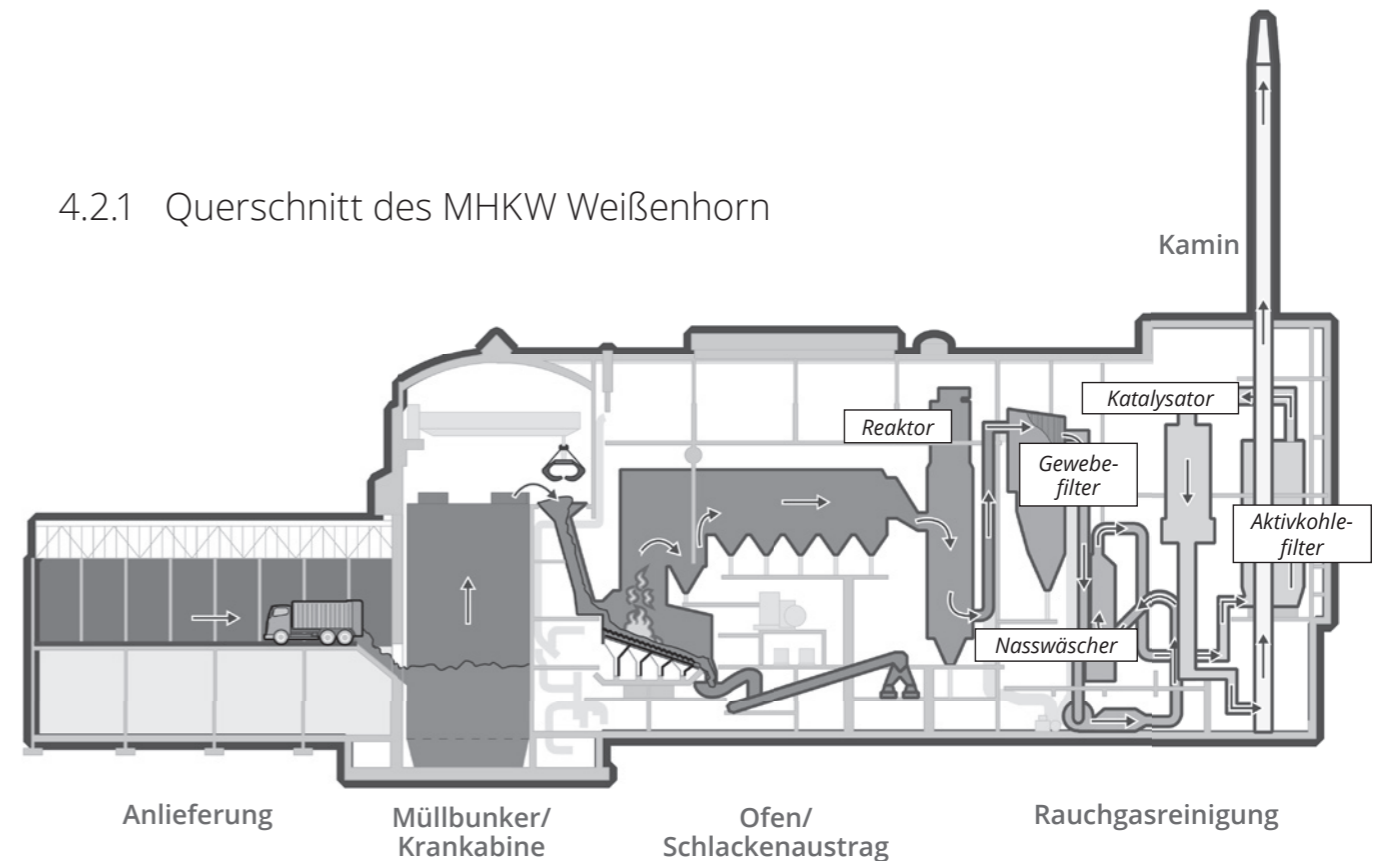 4.2.1 Querschnitt des MHKW Weißenhorn
Kamin
Katalysator
Reaktor
Gewebe-
filter
Aktivkohle-
filter
Nasswäscher
Anlieferung
Müllbunker/
Krankabine
Ofen/
Schlackenaustrag
Rauchgasreinigung